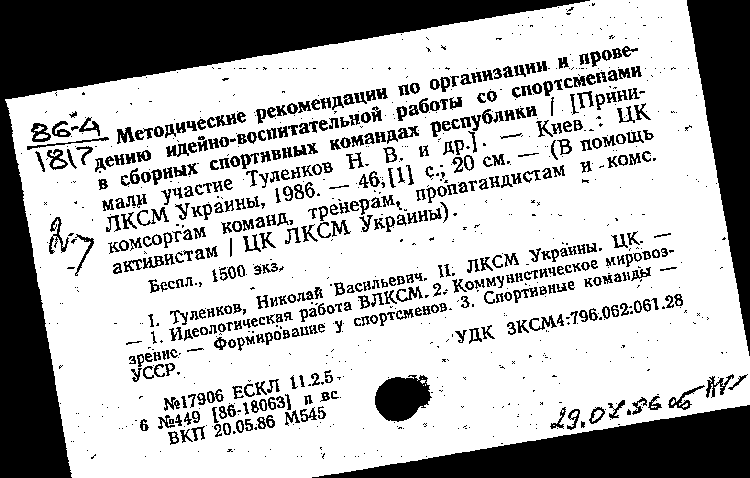 86-4
1817
Методические рекомендации по организации и прове-
дению идейно-воспитательной работы со спортсменами
в сборных спортивных командах республики / [Прини-
мали участие Туленков Н. В. и др.]. — Киев : ЦК
ЛКСМ Украины, 1986. — 46, [1] с.; 20 см. — (В помощь
комсоргам команд, тренерам, пропагандистам и комс.
активистам / ЦК ЛКСМ Украины).
Беспл., 1500 экз.
I. Туленков, Николай Васильевич. II. ЛКСМ Украины. ЦК. —
— 1. Идеологическая работа ВЛКСМ. 2. Коммунистическое мировоз-
зрение — Формирование у спортсменов. 3. Спортивные команды —
УССР.
УДК 3КСМ4:796.062:061.28
№17906 ЕСКЛ 11.2.5
6 №449 [86-18063] п вс
ВКП 20.05.86 М545